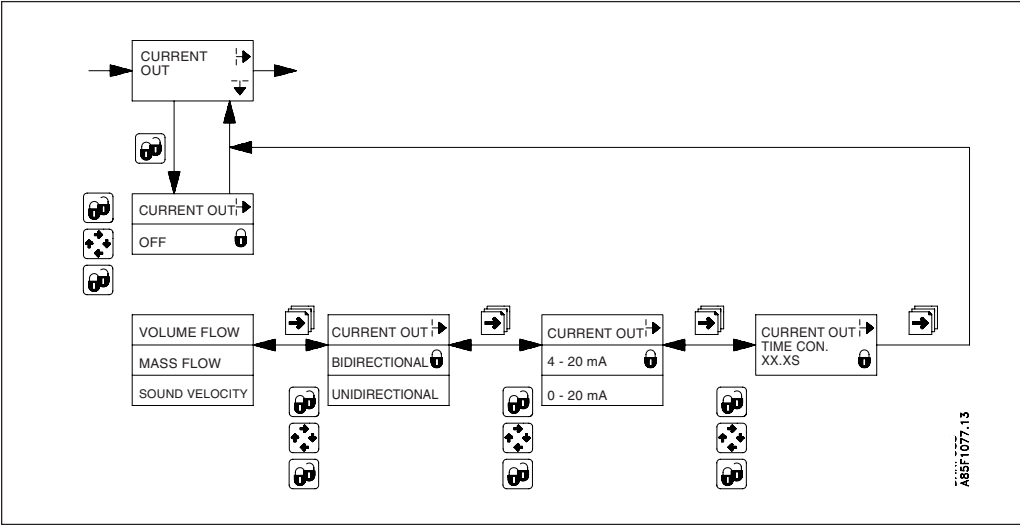 CURRENT
OUT
CURRENT OUT
OFF
VOLUME FLOW
MASS FLOW
SOUND VELOCITY
CURRENT OUT
BIDIRECTIONAL
UNIDIRECTIONAL
CURRENT OUT
4 - 20 mA
0 - 20 mA
CURRENT OUT
TIME CON.
XX.XS
A85F1077.13